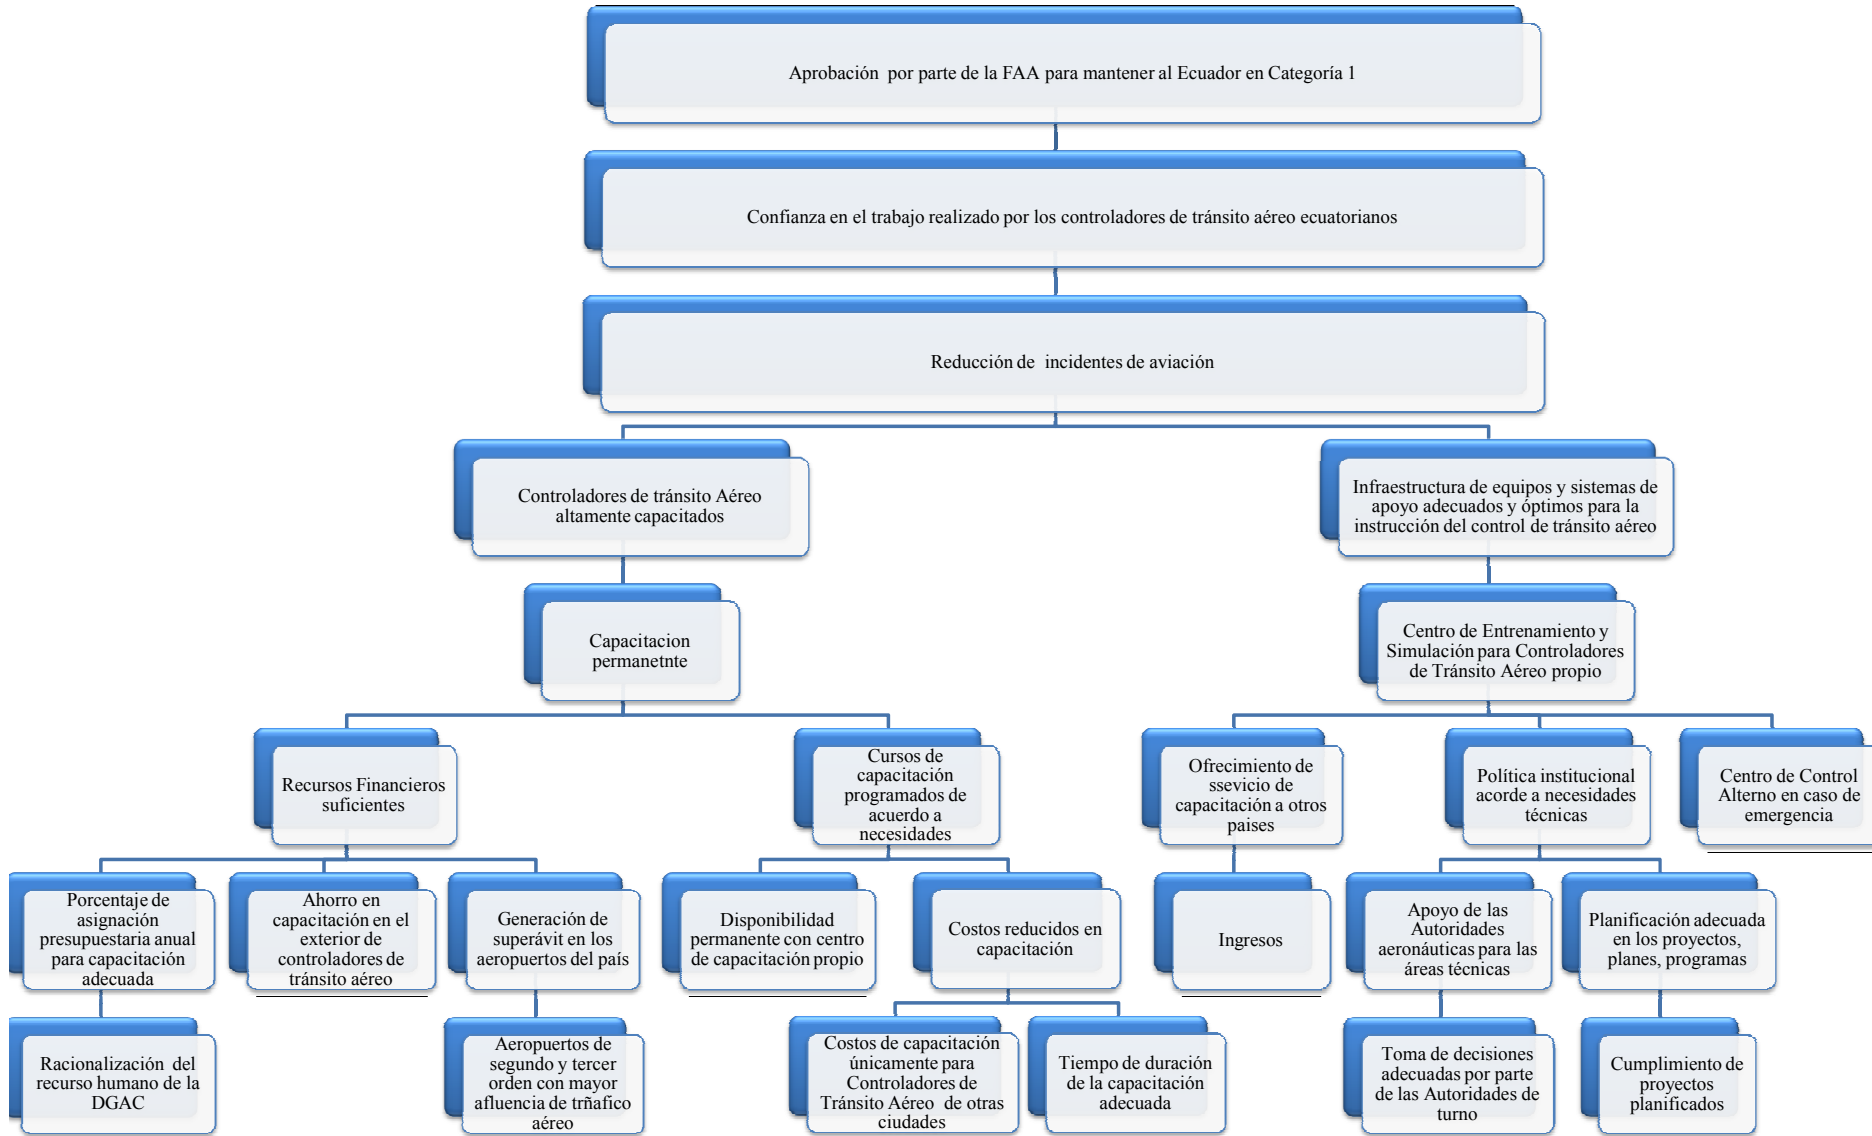 Aprobación por parte de la FAA para mantener al Ecuador en Categoría 1
Confianza en el trabajo realizado por los controladores de tránsito aéreo ecuatorianos
Reducción de incidentes de aviación
Controladores de tránsito Aéreo
altamente capacitados
Infraestructura de equipos y sistemas de
apoyo adecuados y óptimos para la
instrucción del control de tránsito aéreo
Capacitacion
permanetnte
Centro de Entrenamiento y
Simulación para Controladores
de Tránsito Aéreo propio
Recursos Financieros
suficientes
Cursos de
capacitación
programados de
acuerdo a
necesidades
Ofrecimiento de
ssevicio de
capacitación a otros
paises
Política institucional
acorde a necesidades
técnicas
Centro de Control
Alterno en caso de
emergencia
Porcentaje de
asignación
presupuestaria anual
para capacitación
adecuada
Ahorro en
capacitación en el
exterior de
controladores de
tránsito aéreo
Generación de
superávit en los
aeropuertos del país
Disponibilidad
permanente con centro
de capacitación propio
Costos reducidos en
capacitación
Ingresos
Apoyo de las
Autoridades
aeronáuticas para las
áreas técnicas
Planificación adecuada
en los proyectos,
planes, programas
Racionalización del
recurso humano de la
DGAC
Aeropuertos de
segundo y tercer
orden con mayor
afluencia de trñafico
aéreo
Costos de capacitación
únicamente para
Controladores de
Tránsito Aéreo de otras
ciudades
Tiempo de duración
de la capacitación
adecuada
Toma de decisiones
adecuadas por parte
de las Autoridades de
turno
Cumplimiento de
proyectos
planificados